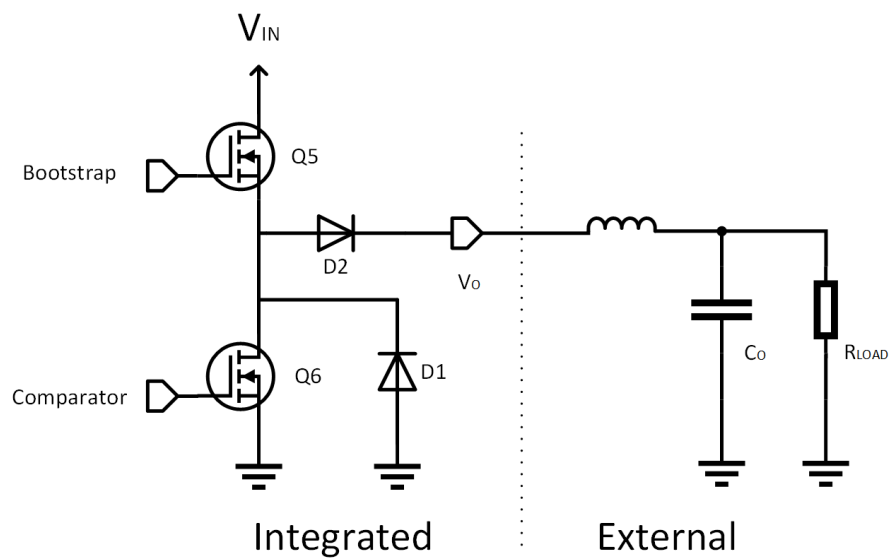 VIN
Q5
Bootstrap
D2
VO
CO
RLOAD
Q6
D1
Comparator
Integrated
External